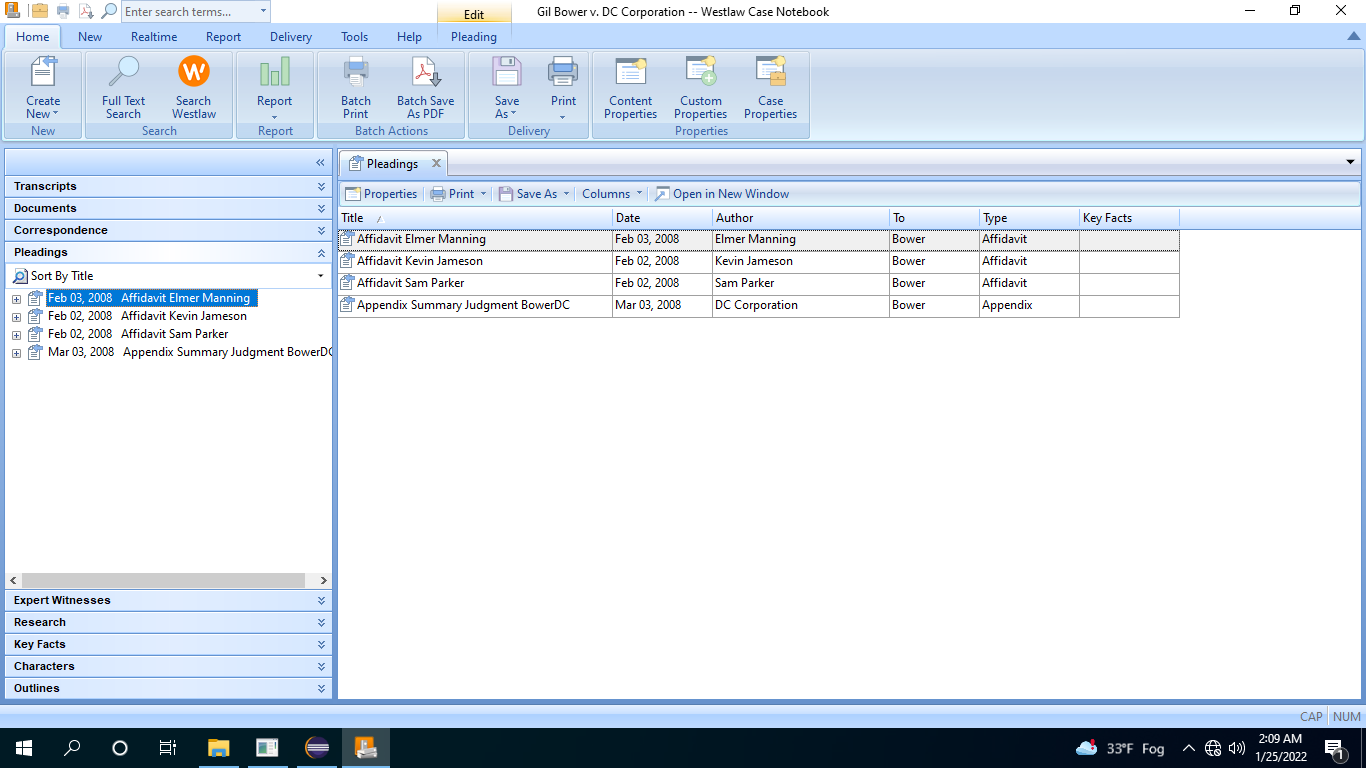 Enter search terms...
Edit
Gil Bower v. DC Corporation -- Westlaw Case Notebook
Home New Realtime Report Delivery Tools Help Pleading
Create New
Full Text Search
Search Westlaw
Report
Batch Print
Batch Save As PDF
Save As
Print
Content Properties
Custom Properties
Case Properties
New Search Report Batch Actions Delivery Properties
Transcripts
Documents
Correspondence
Pleadings
Sort By Title
Feb 03, 2008 Affidavit Elmer Manning
Feb 02, 2008 Affidavit Kevin Jameson
Feb 02, 2008 Affidavit Sam Parker
Mar 03, 2008 Appendix Summary Judgment BowerDC
Expert Witnesses
Research
Key Facts
Characters
Outlines
Pleadings
Properties Print Save As Columns Open in New Window
Title Date Author To Type Key Facts
Affidavit Elmer Manning Feb 03, 2008 Elmer Manning Bower Affidavit
Affidavit Kevin Jameson Feb 02, 2008 Kevin Jameson Bower Affidavit
Affidavit Sam Parker Feb 02, 2008 Sam Parker Bower Affidavit
Appendix Summary Judgment BowerDC Mar 03, 2008 DC Corporation Bower Appendix
CAP NUM
33°F Fog
2:09 AM
1/25/2022
1